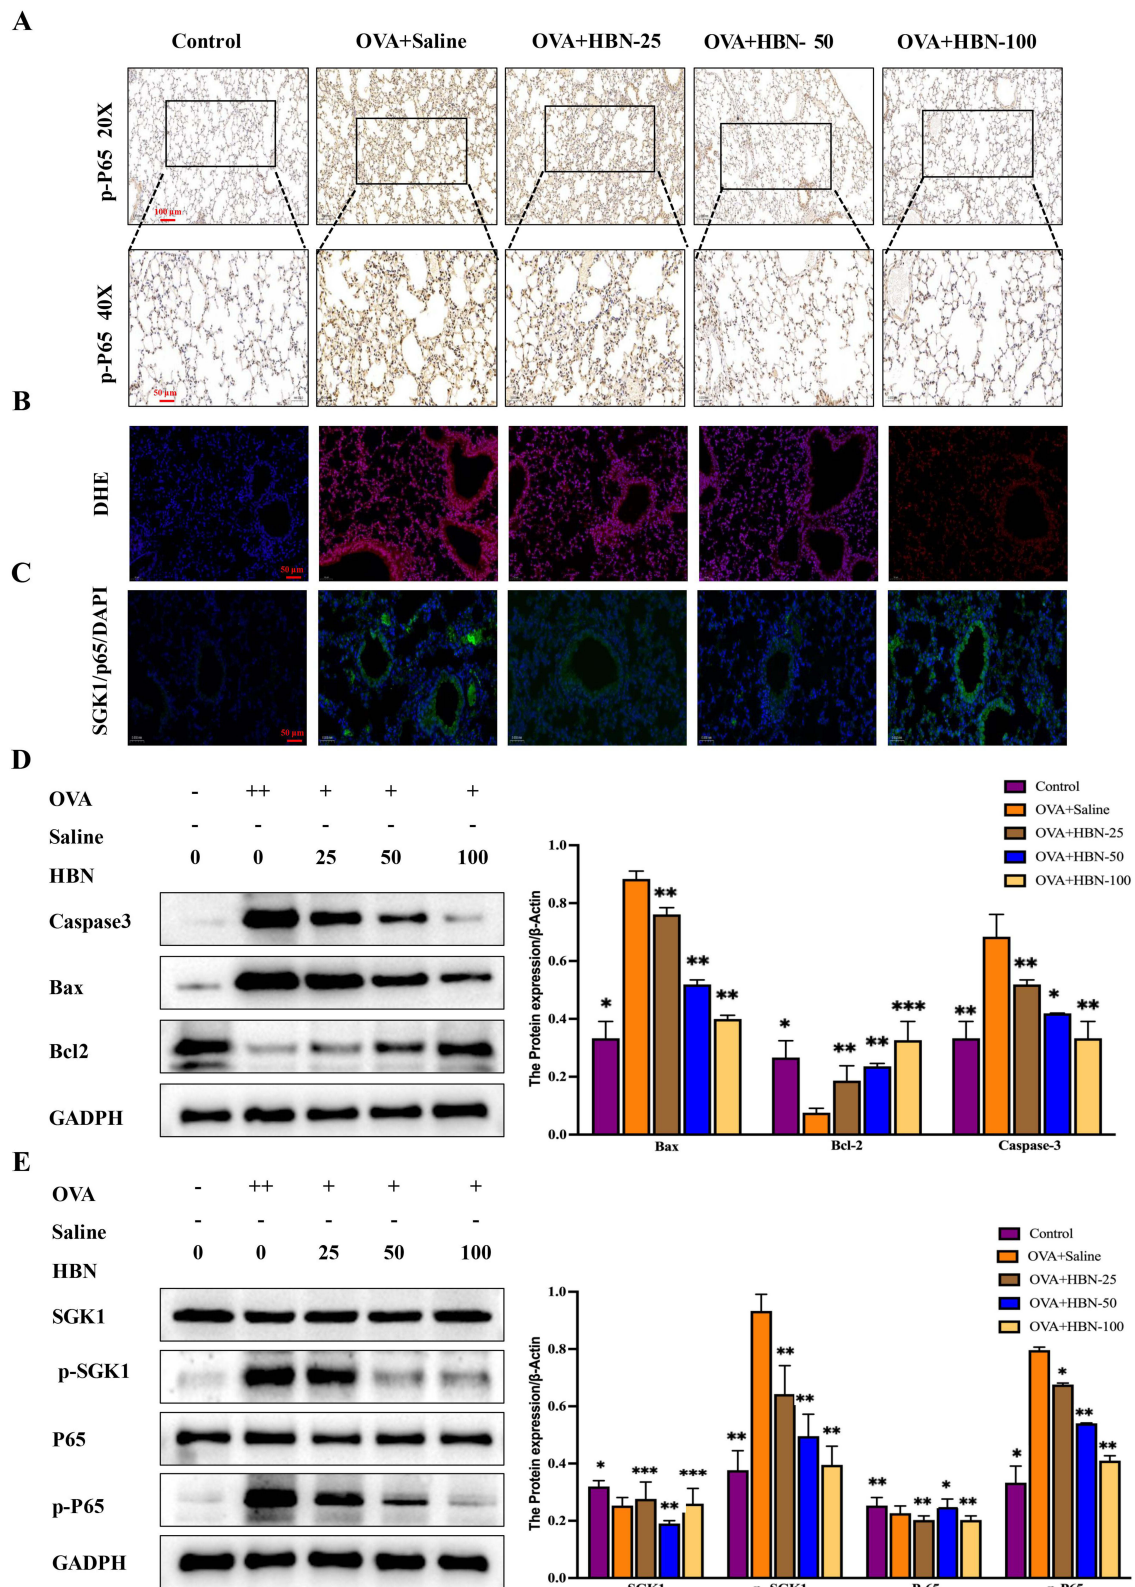 A
Control
OVA+Saline
OVA+HBN-25
OVA+HBN- 50
OVA+HBN-100
p-P65 20X
100 μm
p-P65 40X
50 μm
B
DHE
50 μm
C
SGK1/p65/DAPI
50 μm
D
OVA - ++ + + +
Saline - - - - -
HBN 0 0 25 50 100
Caspase3
Bax
Bcl2
GADPH
Control
OVA+Saline
OVA+HBN-25
OVA+HBN-50
OVA+HBN-100
The Protein expression/β-Actin
1.0
0.8
0.6
0.4
0.2
0.0
* ** ** **
* ** ** ***
** ** * **
Bax
Bcl-2
Caspase-3
E
OVA - ++ + + +
Saline - - - - -
HBN 0 0 25 50 100
SGK1
p-SGK1
P65
p-P65
GADPH
Control
OVA+Saline
OVA+HBN-25
OVA+HBN-50
OVA+HBN-100
The Protein expression/β-Actin
1.0
0.8
0.6
0.4
0.2
0.0
* *** ** ***
** ** ** **
** ** * **
* * ** **
SGK1
p-SGK1
P-65
p-P65